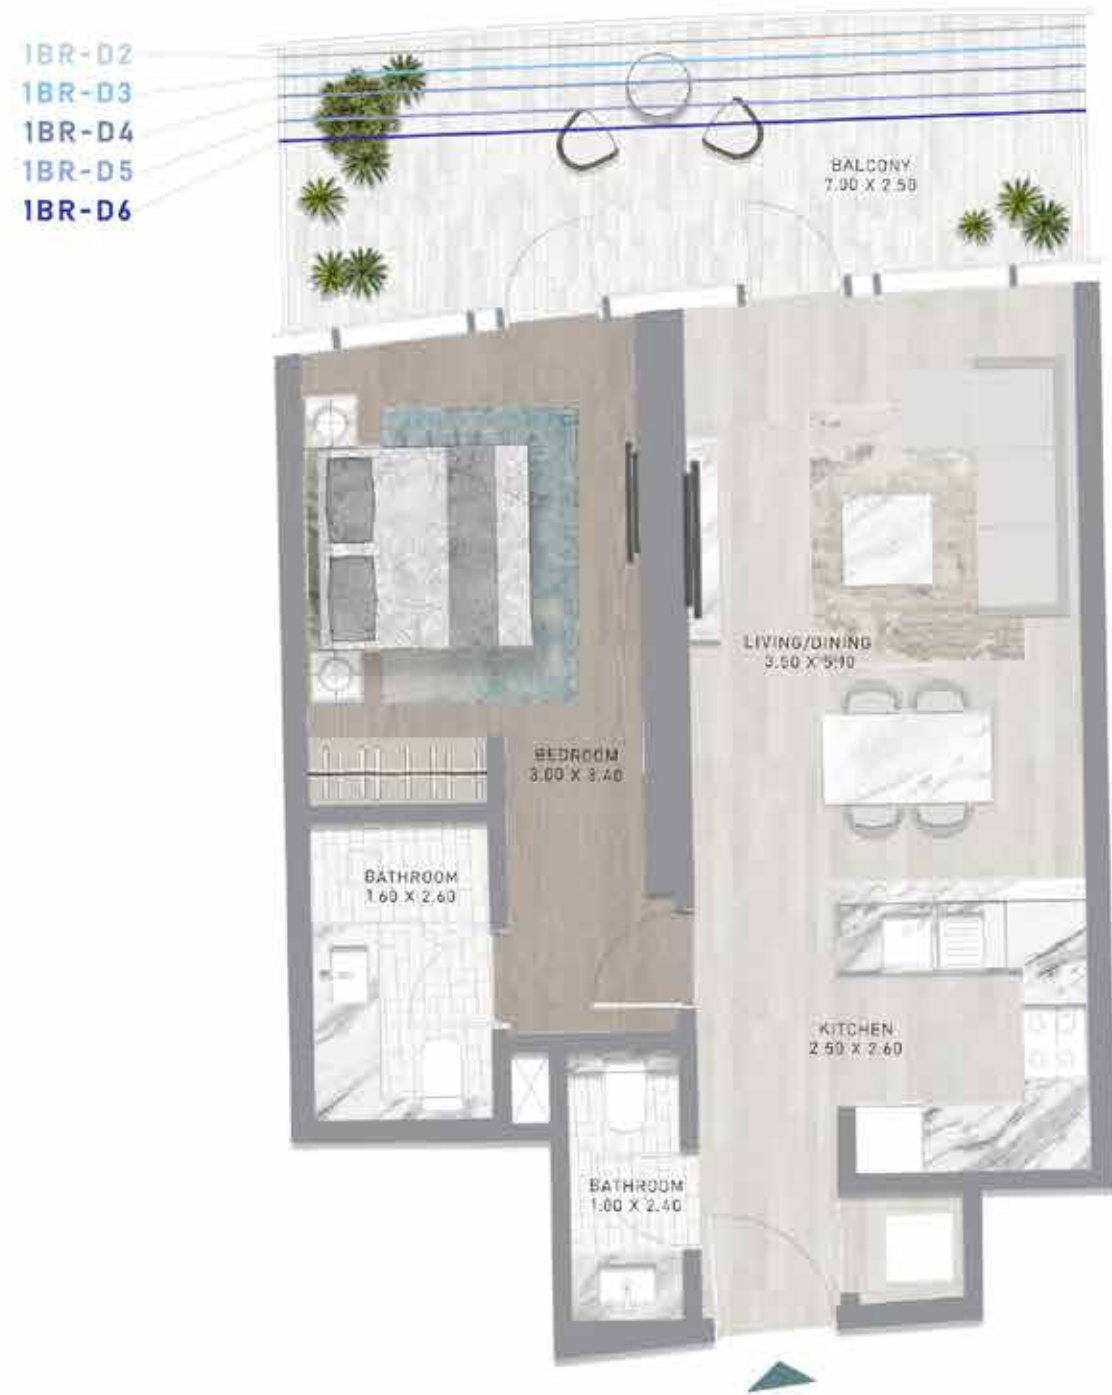 1BR-D2
1BR-D3
1BR-D4
1BR-D5
1BR-D6
BALCONY
7.00 X 2.50
LIVING/DINING
3.50 X 5.90
BEDROOM
3.00 X 3.40
BATHROOM
1.60 X 2.60
KITCHEN
2.50 X 2.60
BATHROOM
1.00 X 2.40